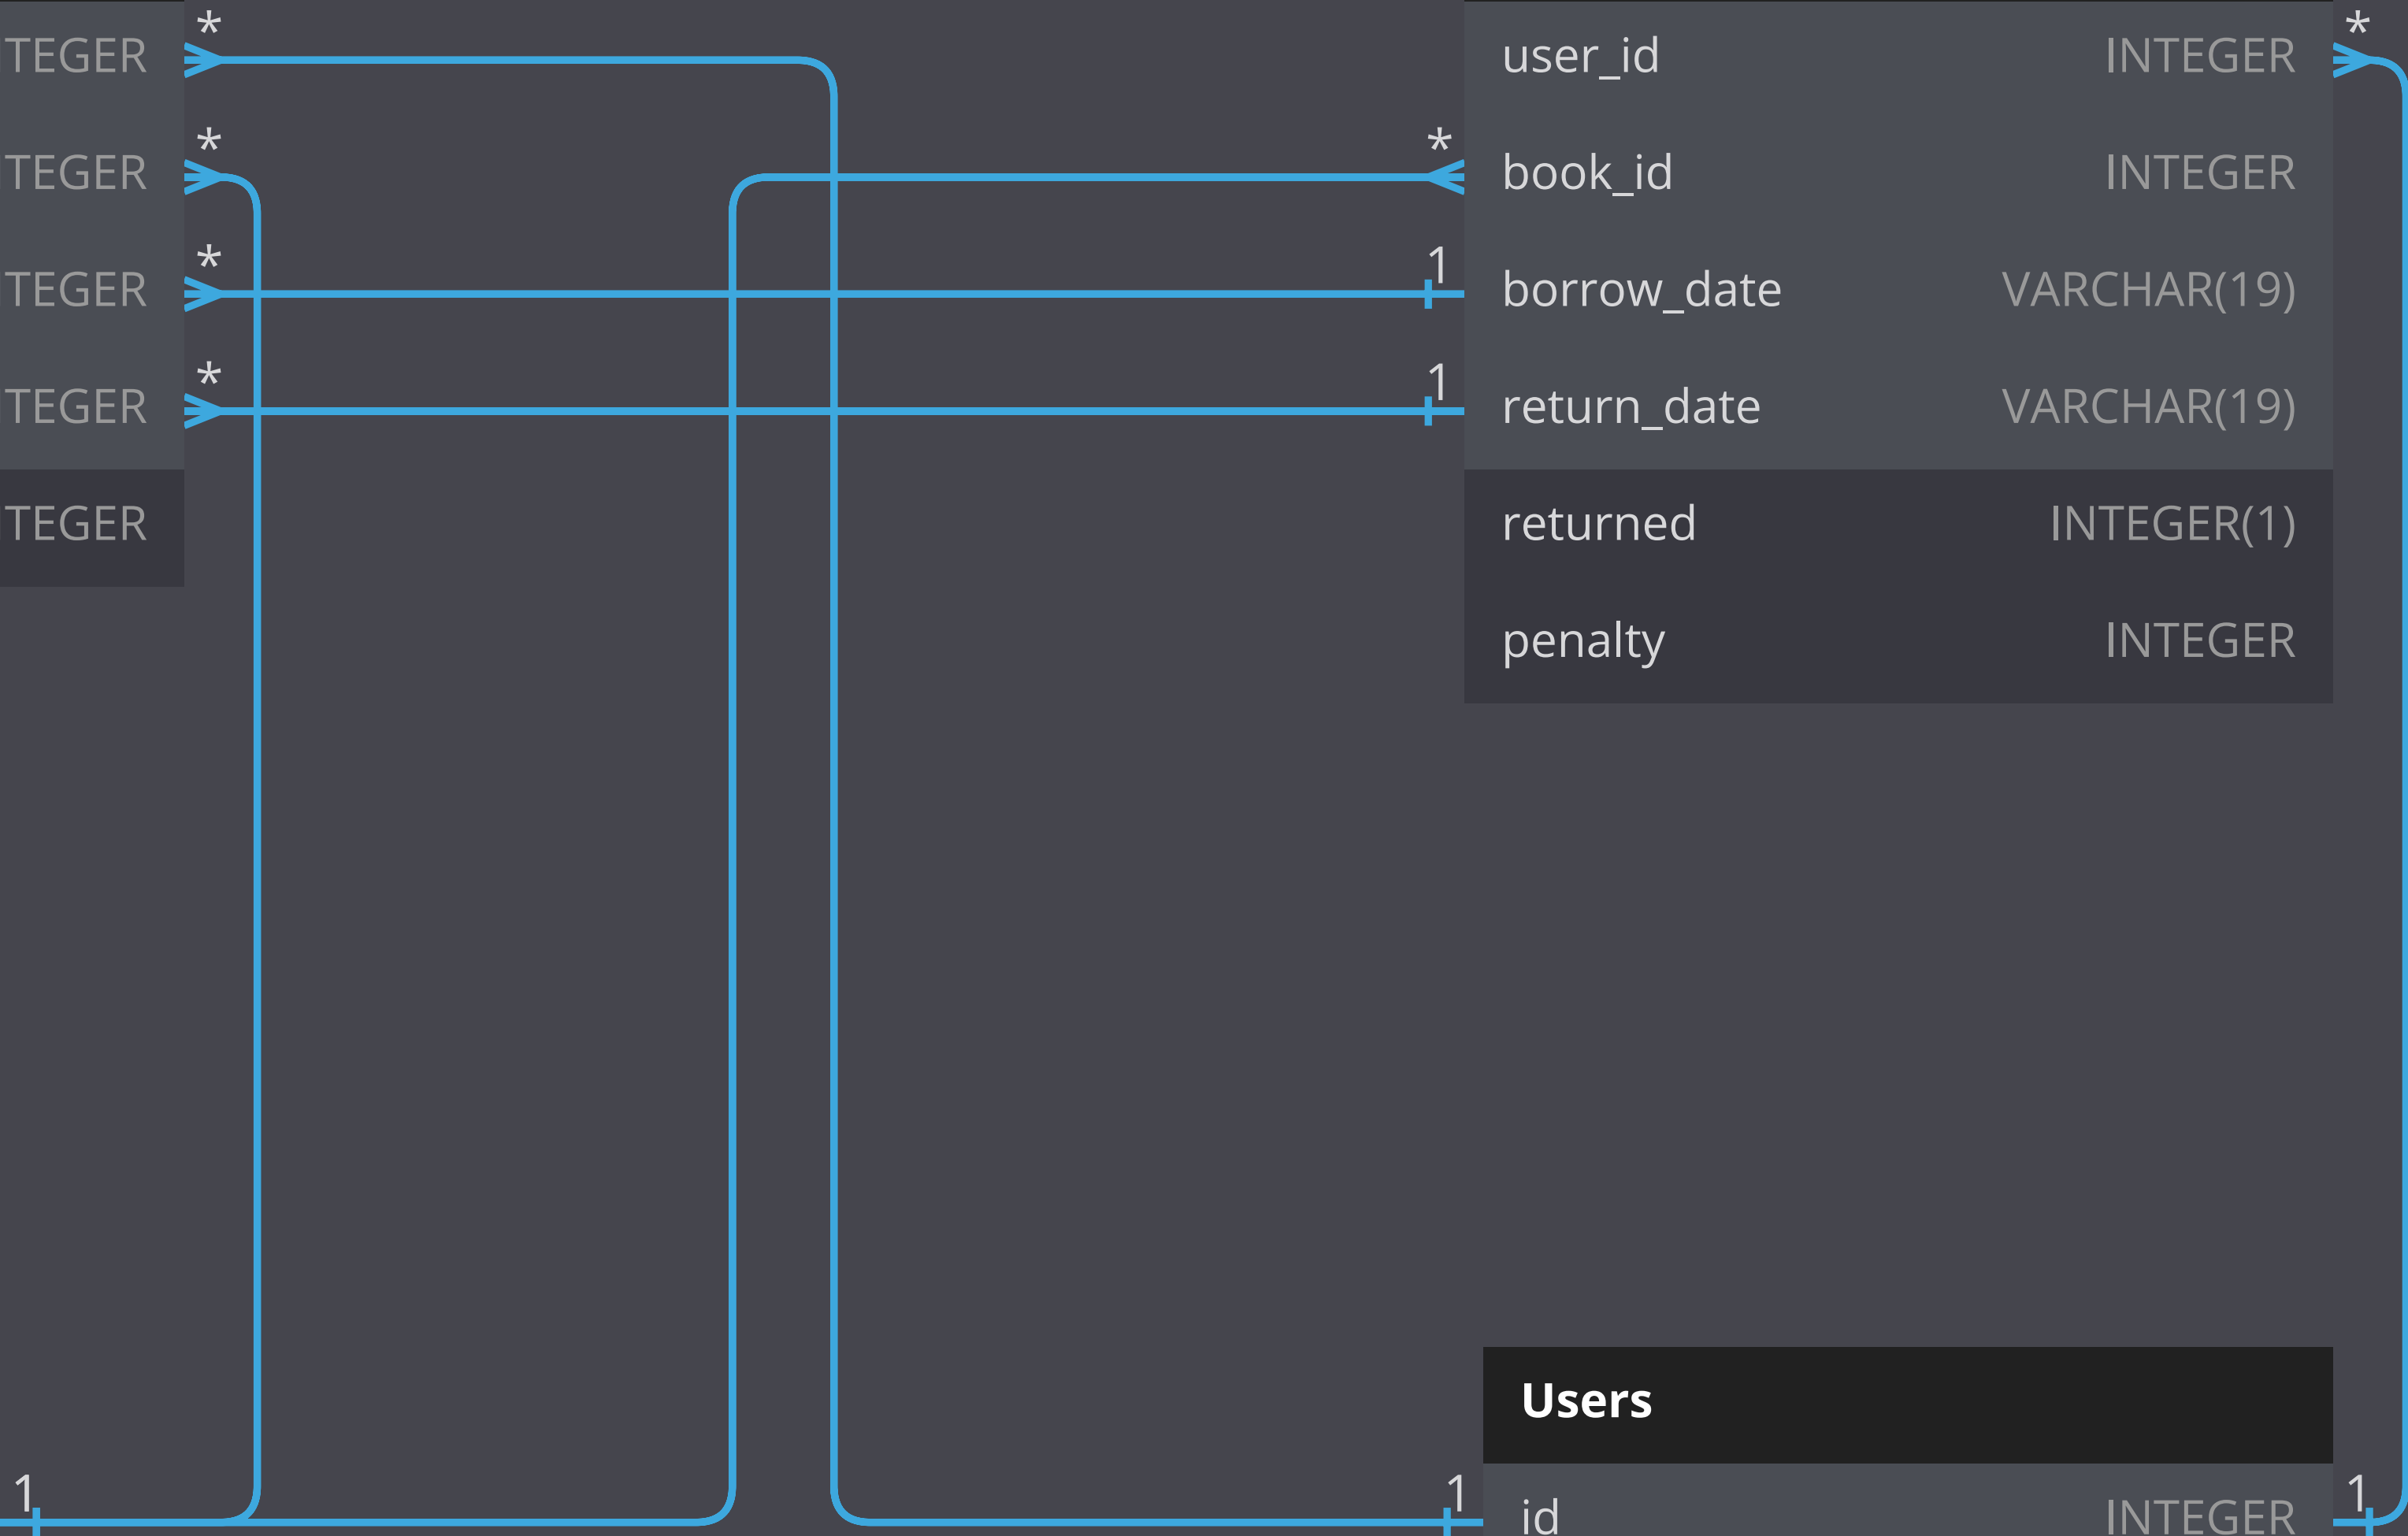 * *
TEGER user_id INTEGER
* *
TEGER book_id INTEGER
* 1
TEGER borrow_date VARCHAR(19)
* 1
TEGER return_date VARCHAR(19)
TEGER returned INTEGER(1)
penalty INTEGER
Users
1 1 1
id INTEGER